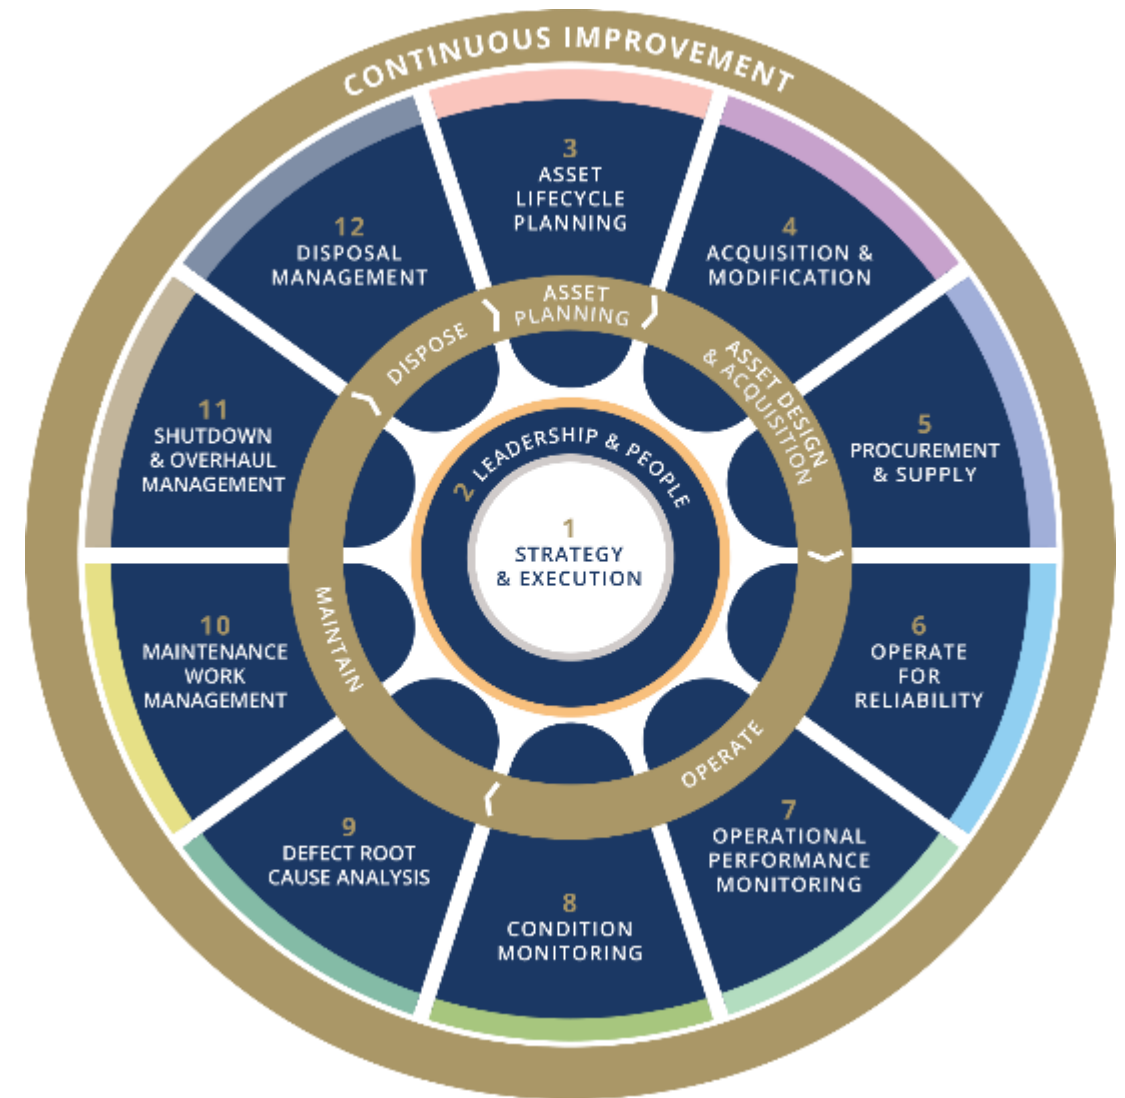 CONTINUOUS IMPROVEMENT
3
ASSET
LIFECYCLE
PLANNING
4
ACQUISITION &
MODIFICATION
5
PROCUREMENT
& SUPPLY
6
OPERATE
FOR
RELIABILITY
7
OPERATIONAL
PERFORMANCE
MONITORING
8
CONDITION
MONITORING
9
DEFECT ROOT
CAUSE ANALYSIS
10
MAINTENANCE
WORK
MANAGEMENT
11
SHUTDOWN
& OVERHAUL
MANAGEMENT
12
DISPOSAL
MANAGEMENT
ASSET
PLANNING
ASSET DESIGN
& ACQUISITION
OPERATE
MAINTAIN
DISPOSE
2 LEADERSHIP & PEOPLE
1
STRATEGY
& EXECUTION